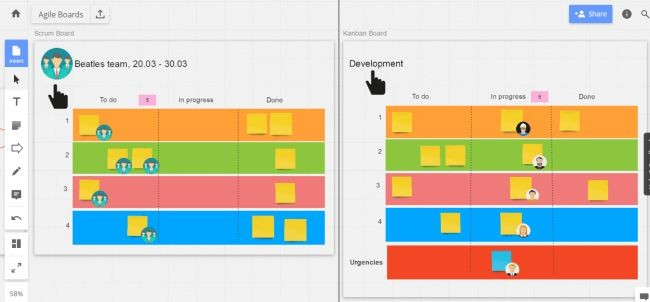 Agile Boards
Share
Insert
58%
Scrum Board
Beatles team, 20.03 - 30.03
To do
5
In progress
Done
1
2
3
4
Kanban Board
Development
To do
In progress
Done
1
2
3
4
Urgencies